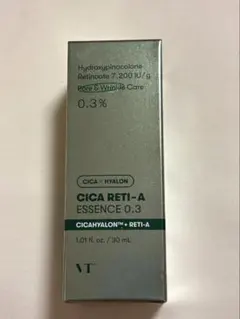 Hydroxypinacolone
Retinoate 7,200 IU/g
Pore & Wrinkle Care
0.3%
CICA × HYALON
CICA RETI-A
ESSENCE 0.3
CICAHYALON™ + RETI-A
1.01 fl. oz. / 30 mL
VT